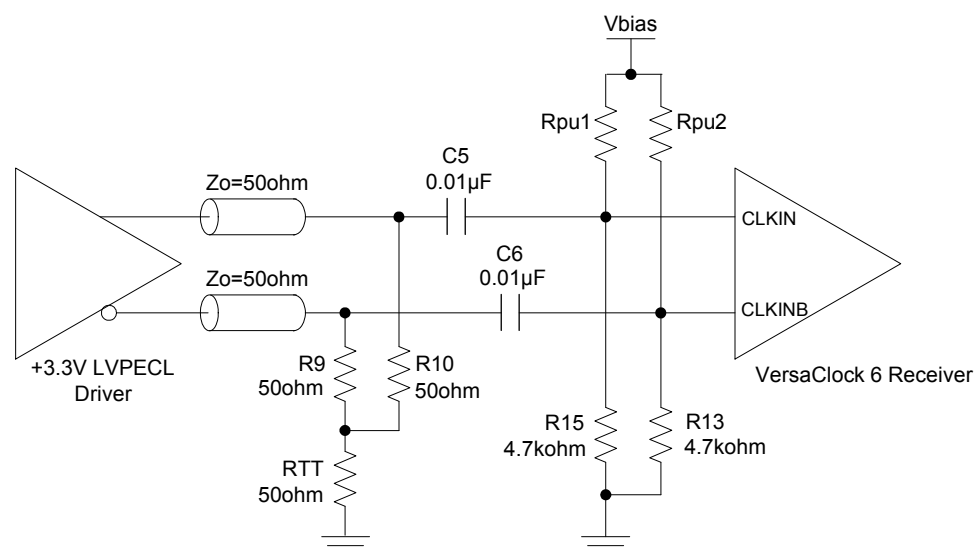 Vbias
Rpu1
Rpu2
C5
0.01µF
Zo=50ohm
CLKIN
C6
0.01µF
Zo=50ohm
CLKINB
+3.3V LVPECL
Driver
R9
50ohm
R10
50ohm
VersaClock 6 Receiver
R15
4.7kohm
R13
4.7kohm
RTT
50ohm